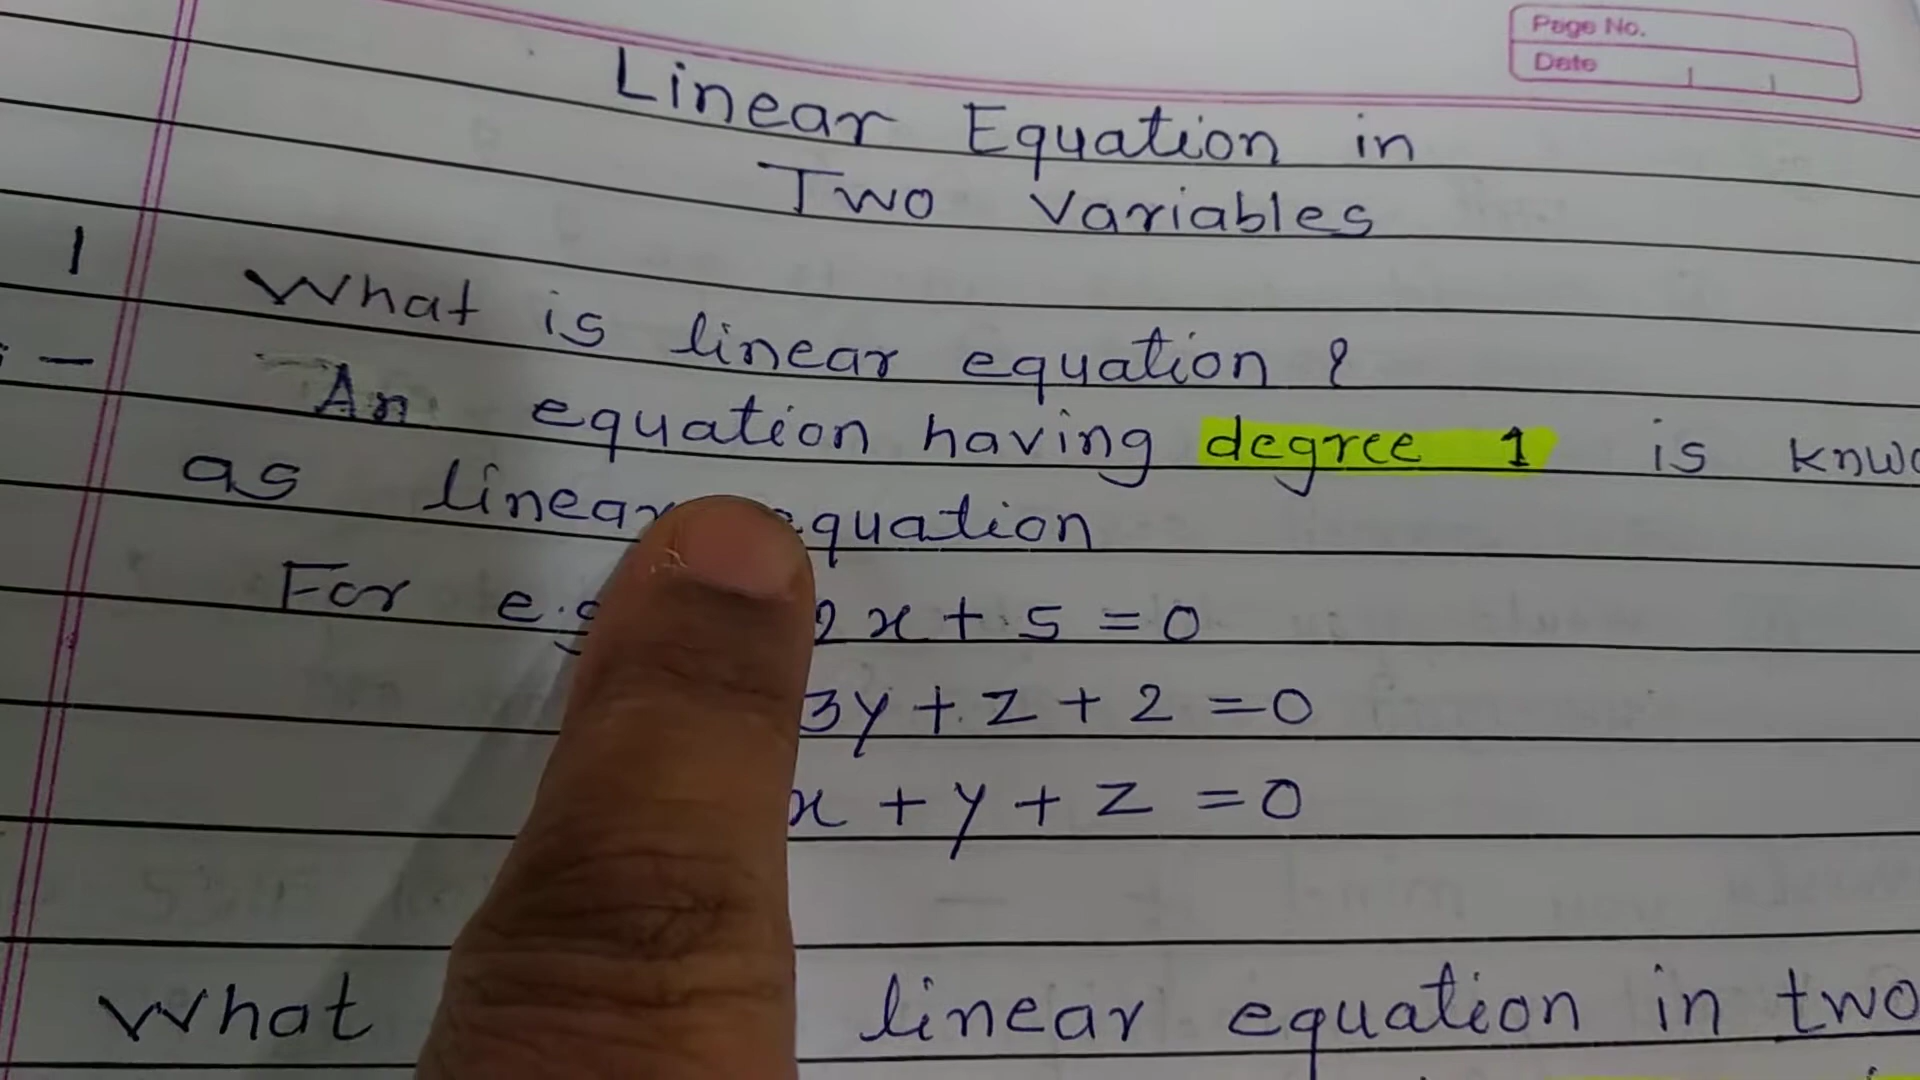 Page No.
Date
Linear Equation in
Two Variables
1 What is linear equation ?
- An equation having degree 1 is
as linear equation
For 2x + 5 = 0
3y + z + 2 = 0
x + y + z = 0
What linear equation in two